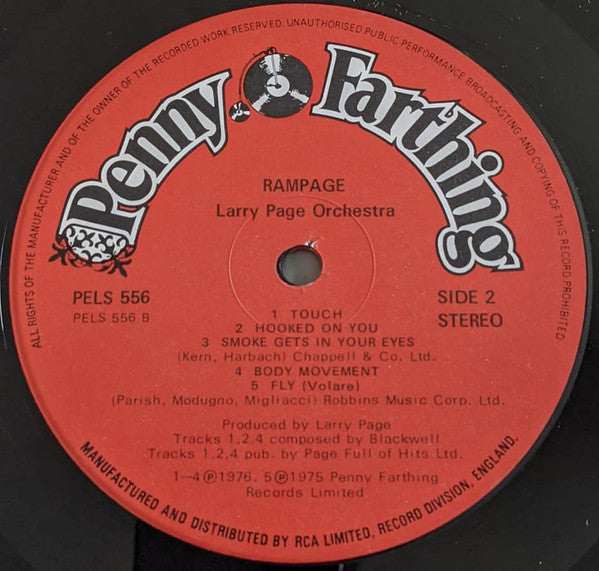 ALL RIGHTS OF THE MANUFACTURER AND OF THE OWNER OF THE RECORDED WORK RESERVED. UNAUTHORISED PUBLIC PERFORMANCE BROADCASTING AND COPYING OF THIS RECORD PROHIBITED
Penny Farthing
RAMPAGE
Larry Page Orchestra
PELS 556
PELS 556 B
SIDE 2
STEREO
1 TOUCH
2 HOOKED ON YOU
3 SMOKE GETS IN YOUR EYES
(Kern, Harbach) Chappell & Co. Ltd.
4 BODY MOVEMENT
5 FLY (Volare)
(Parish, Modugno, Migliacci) Robbins Music Corp. Ltd.
Produced by Larry Page
Tracks 1,2,4 composed by Blackwell
Tracks 1,2,4 pub. by Page Full of Hits Ltd.
1—4 ℗ 1976. 5 ℗ 1975 Penny Farthing
Records Limited
MANUFACTURED AND DISTRIBUTED BY RCA LIMITED, RECORD DIVISION, ENGLAND.